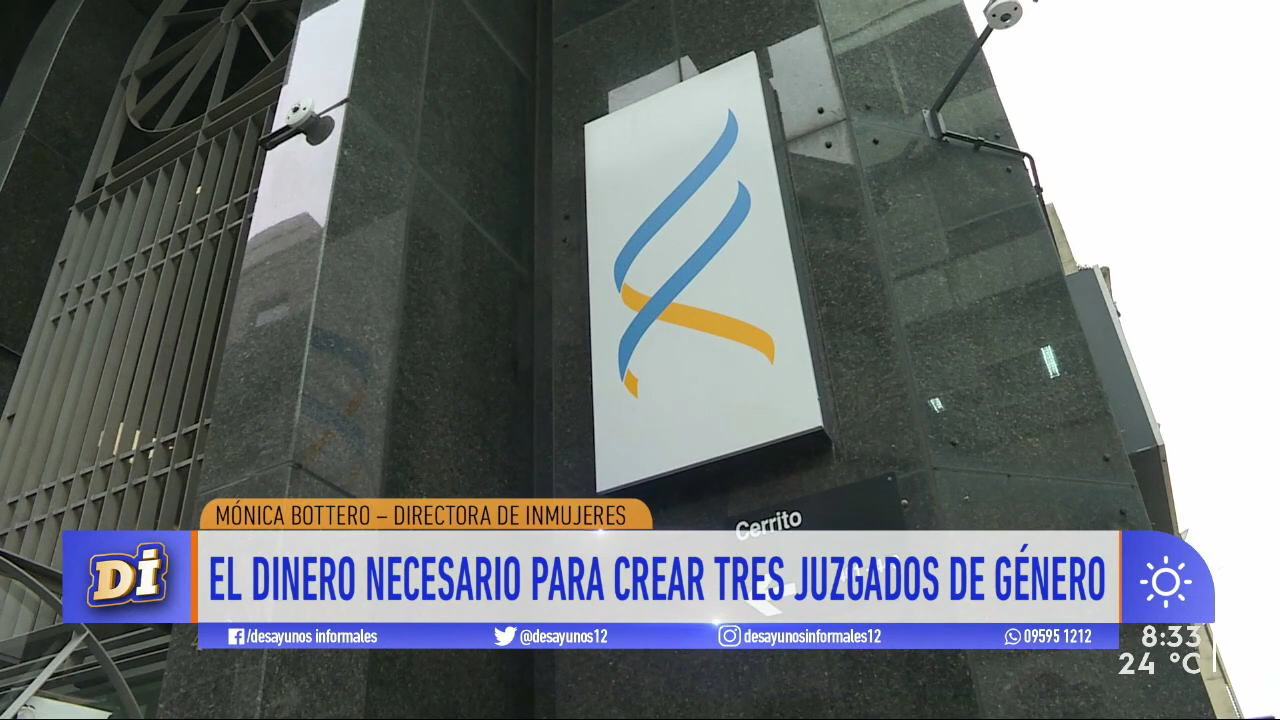 Cerrito
MÓNICA BOTTERO – DIRECTORA DE INMUJERES
Di
EL DINERO NECESARIO PARA CREAR TRES JUZGADOS DE GÉNERO
/desayunos informales @desayunos12 desayunosinformales12 09595 1212
8:33
24 °C